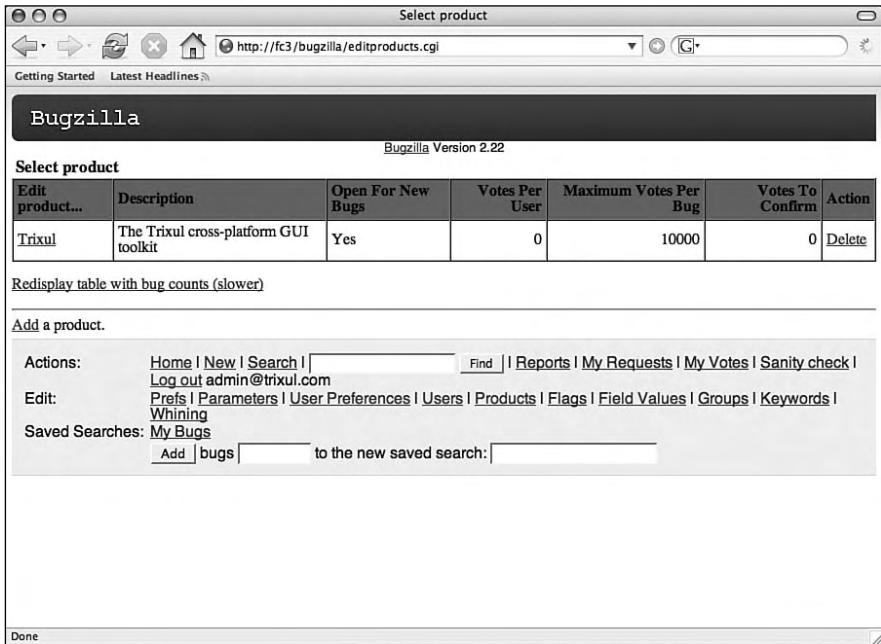 Select product
http://fc3/bugzilla/editproducts.cgi
G
Getting Started Latest Headlines
Bugzilla
Bugzilla Version 2.22
Select product
Edit product... Description Open For New Bugs Votes Per User Maximum Votes Per Bug Votes To Confirm Action
Trixul The Trixul cross-platform GUI toolkit Yes 0 10000 0 Delete
Redisplay table with bug counts (slower)
Add a product.
Actions: Home | New | Search | Find | Reports | My Requests | My Votes | Sanity check |
Log out admin@trixul.com
Edit: Prefs | Parameters | User Preferences | Users | Products | Flags | Field Values | Groups | Keywords |
Whining
Saved Searches: My Bugs
Add bugs to the new saved search:
Done